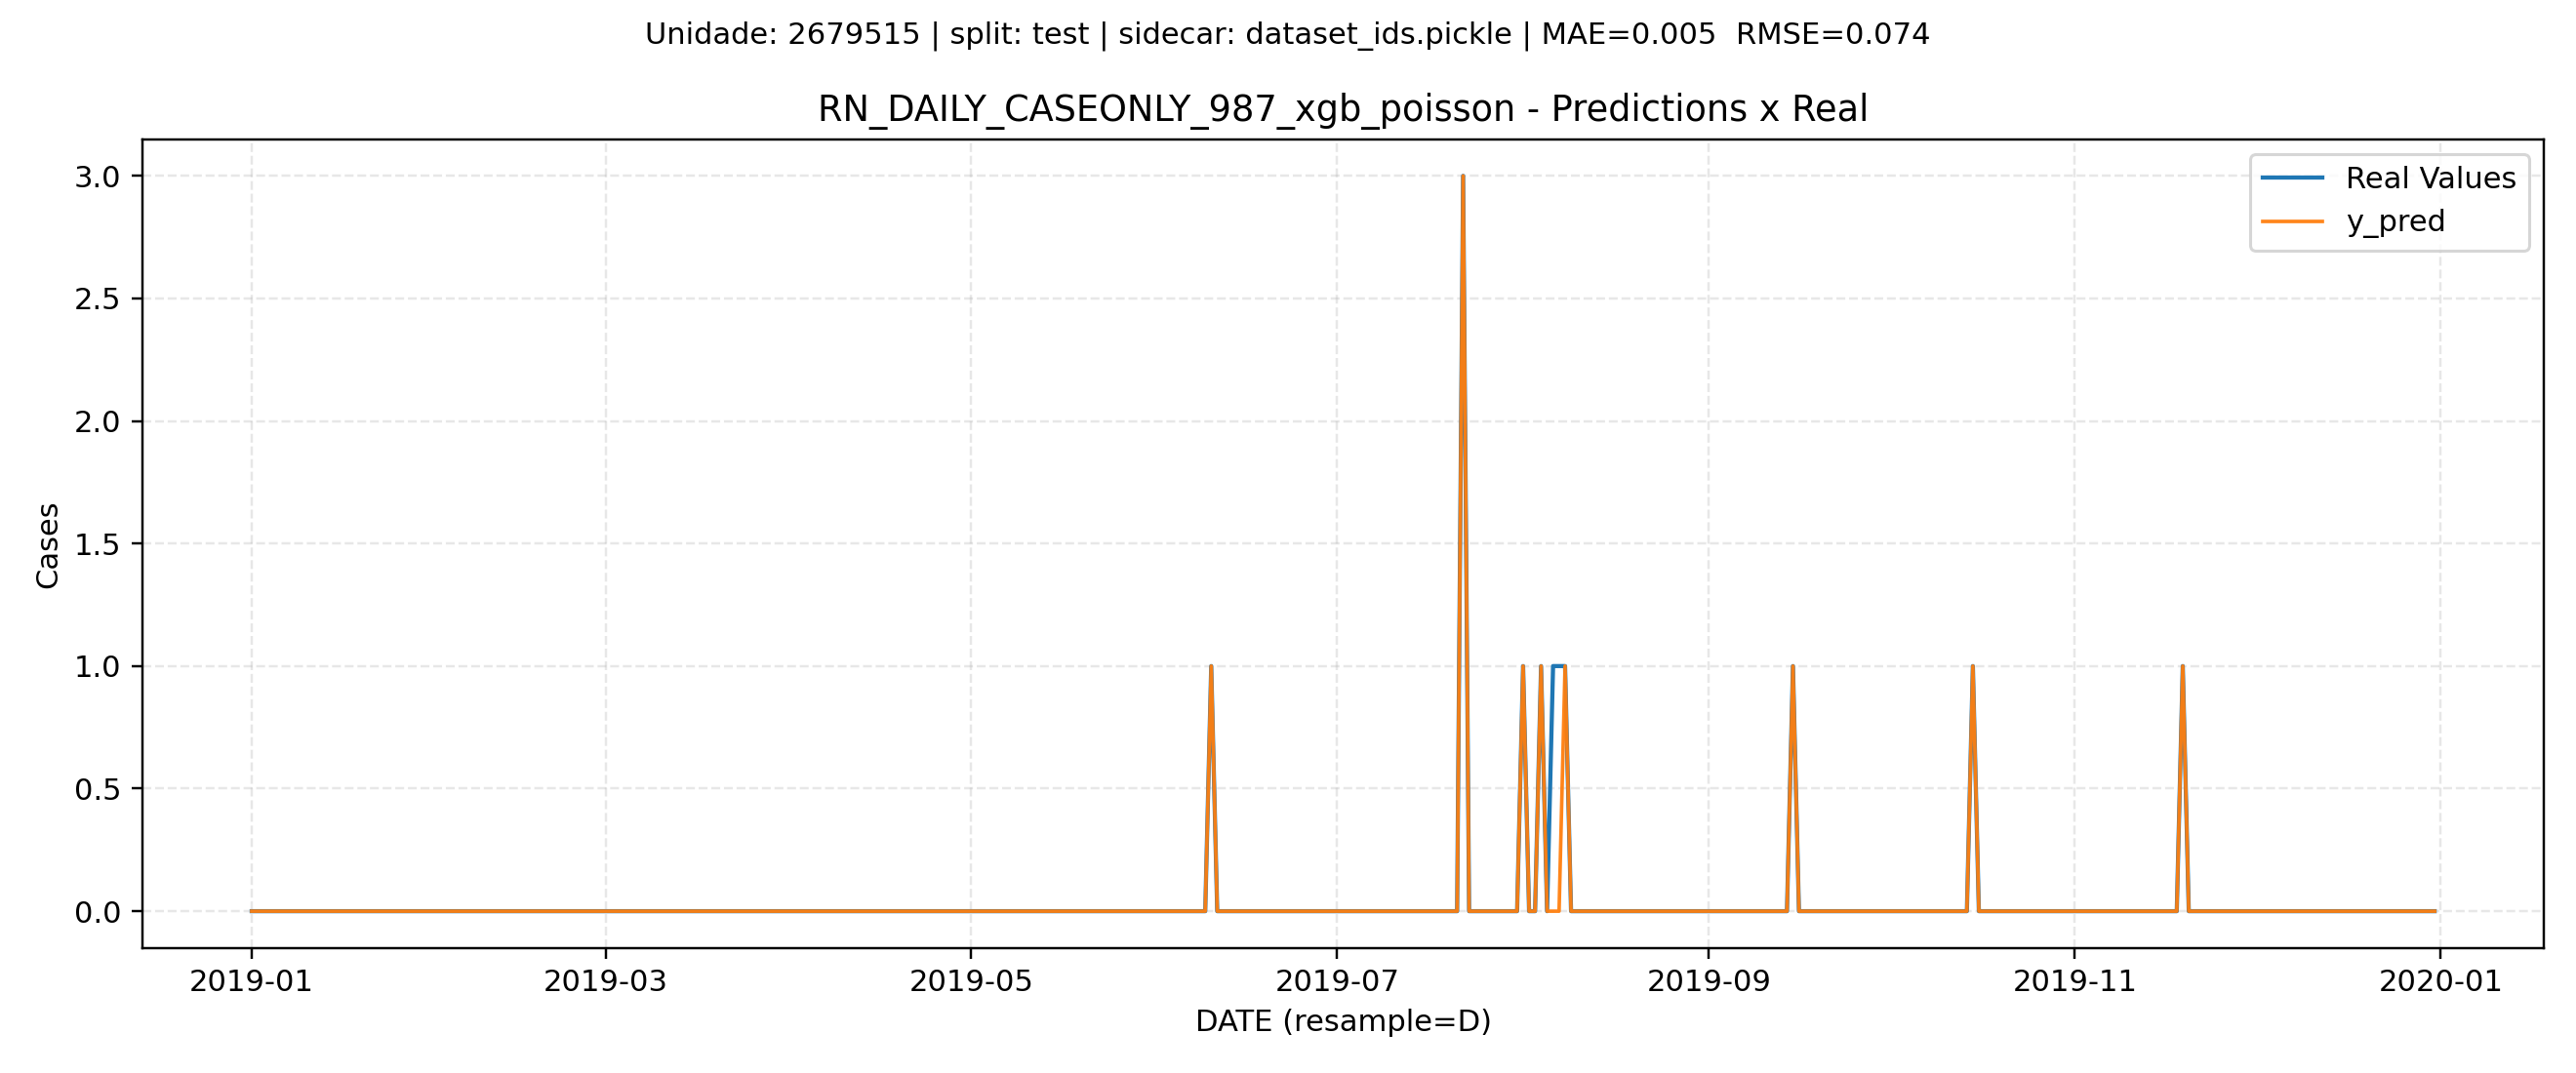 Unidade: 2679515 | split: test | sidecar: dataset_ids.pickle | MAE=0.005  RMSE=0.074
RN_DAILY_CASEONLY_987_xgb_poisson - Predictions x Real
Real Values
y_pred
Cases
3.0
2.5
2.0
1.5
1.0
0.5
0.0
2019-01
2019-03
2019-05
2019-07
2019-09
2019-11
2020-01
DATE (resample=D)